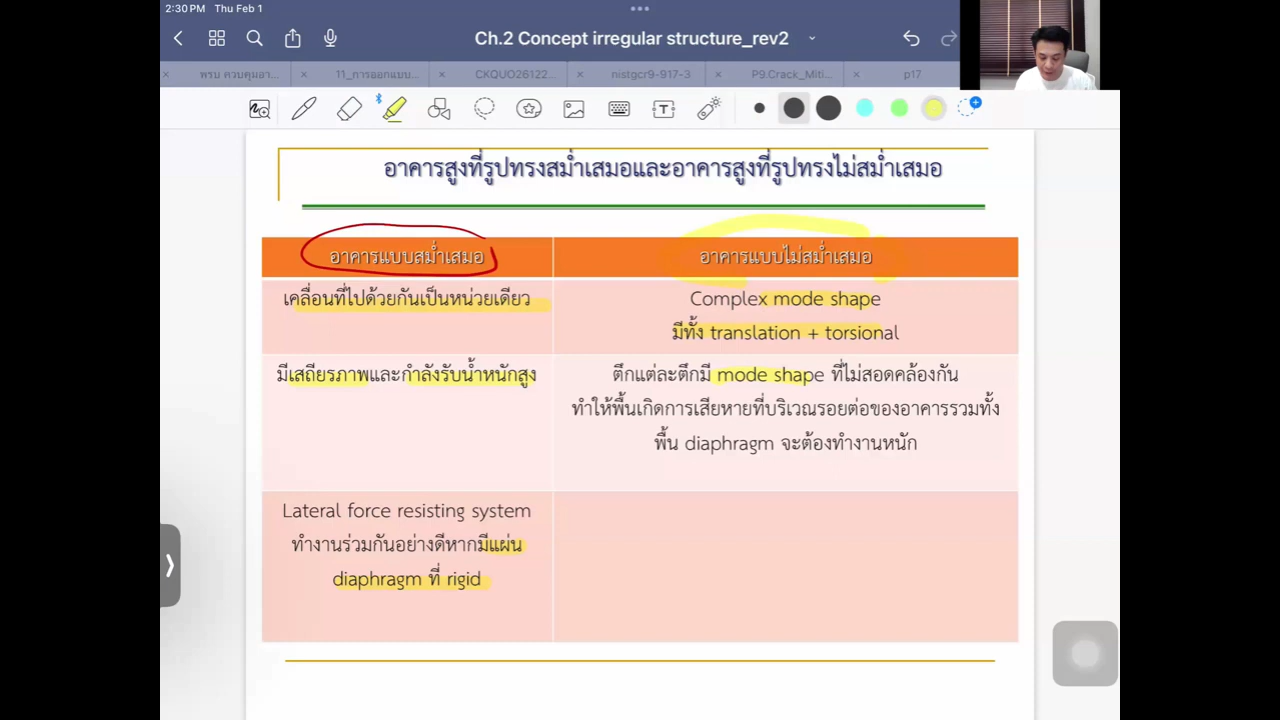 2:30 PM Thu Feb 1
Ch.2 Concept irregular structure_rev2
พรบ ควบคุมอา...
11_การออกแบบ...
CKQUO26122...
nistgcr9-917-3
P9.Crack_Miti...
p17
อาคารสูงที่รูปทรงสม่ำเสมอและอาคารสูงที่รูปทรงไม่สม่ำเสมอ
อาคารแบบสม่ำเสมอ
อาคารแบบไม่สม่ำเสมอ
เคลื่อนที่ไปด้วยกันเป็นหน่วยเดียว
Complex mode shape
มีทั้ง translation + torsional
มีเสถียรภาพและกำลังรับน้ำหนักสูง
ตึกแต่ละตึกมี mode shape ที่ไม่สอดคล้องกัน
ทำให้พื้นเกิดการเสียหายที่บริเวณรอยต่อของอาคารรวมทั้ง
พื้น diaphragm จะต้องทำงานหนัก
Lateral force resisting system
ทำงานร่วมกันอย่างดีหากมีแผ่น
diaphragm ที่ rigid